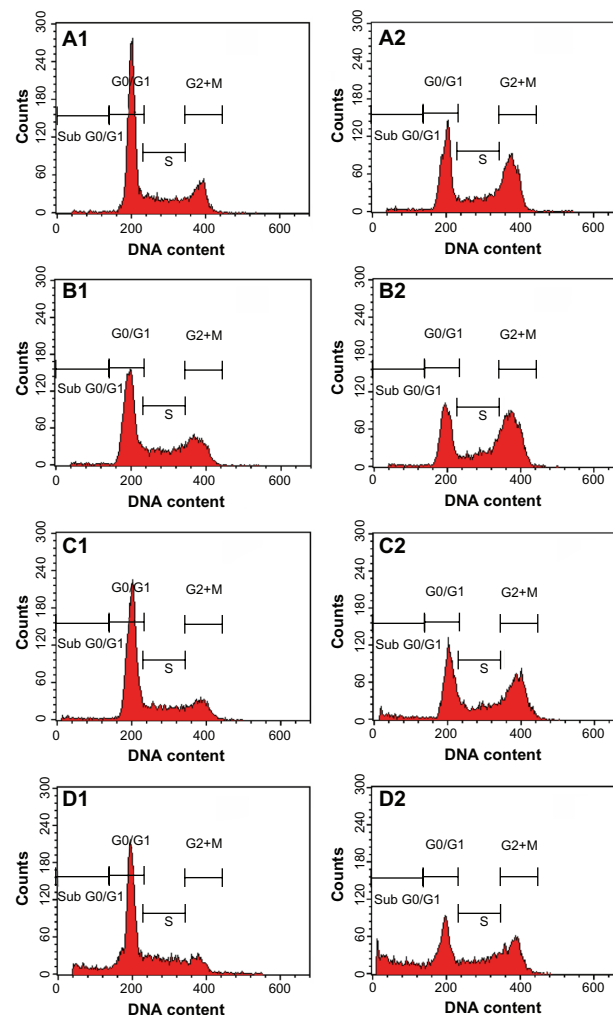 A1
Counts
300
240
180
120
60
0
G0/G1
G2+M
Sub G0/G1
S
0 200 400 600
DNA content
A2
Counts
300
240
180
120
60
0
G0/G1
G2+M
Sub G0/G1
S
0 200 400 600
DNA content
B1
Counts
300
240
180
120
60
0
G0/G1
G2+M
Sub G0/G1
S
0 200 400 600
DNA content
B2
Counts
300
240
180
120
60
0
G0/G1
G2+M
Sub G0/G1
S
0 200 400 600
DNA content
C1
Counts
300
240
180
120
60
0
G0/G1
G2+M
Sub G0/G1
S
0 200 400 600
DNA content
C2
Counts
300
240
180
120
60
0
G0/G1
G2+M
Sub G0/G1
S
0 200 400 600
DNA content
D1
Counts
300
240
180
120
60
0
G0/G1
G2+M
Sub G0/G1
S
0 200 400 600
DNA content
D2
Counts
300
240
180
120
60
0
G0/G1
G2+M
Sub G0/G1
S
0 200 400 600
DNA content